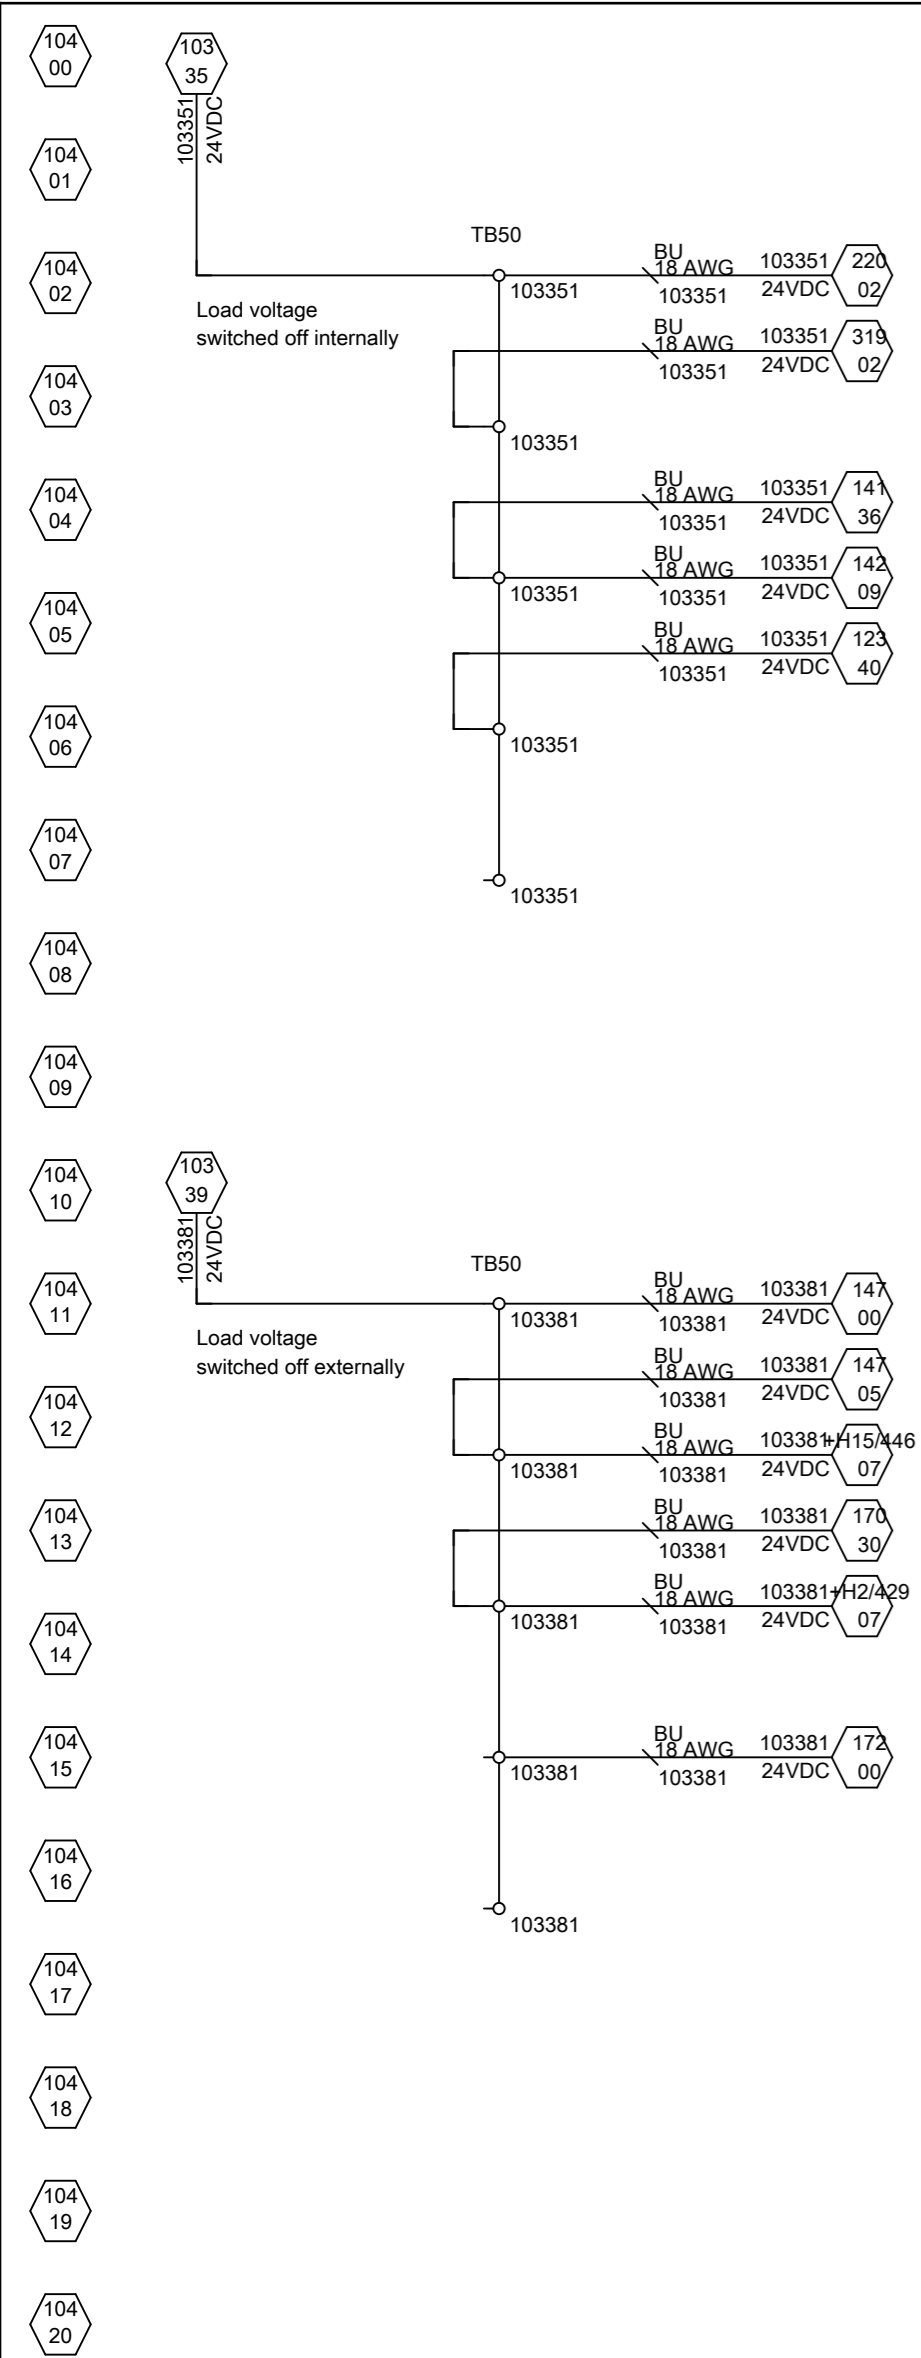 104
00
103
35
103351
24VDC
104
01
TB50
104
02
Load voltage
switched off internally
103351
BU
18 AWG
103351
103351
24VDC
220
02
BU
18 AWG
103351
103351
24VDC
319
02
104
03
103351
104
04
BU
18 AWG
103351
103351
24VDC
141
36
103351
BU
18 AWG
103351
103351
24VDC
142
09
104
05
BU
18 AWG
103351
103351
24VDC
123
40
104
06
103351
104
07
103351
104
08
104
09
104
10
103
39
103381
24VDC
TB50
104
11
Load voltage
switched off externally
103381
BU
18 AWG
103381
103381
24VDC
147
00
BU
18 AWG
103381
103381
24VDC
147
05
104
12
103381
BU
18 AWG
103381
103381
24VDC
+H15/446
07
104
13
BU
18 AWG
103381
103381
24VDC
170
30
103381
BU
18 AWG
103381
103381
24VDC
+H2/429
07
104
14
104
15
103381
BU
18 AWG
103381
103381
24VDC
172
00
104
16
103381
104
17
104
18
104
19
104
20